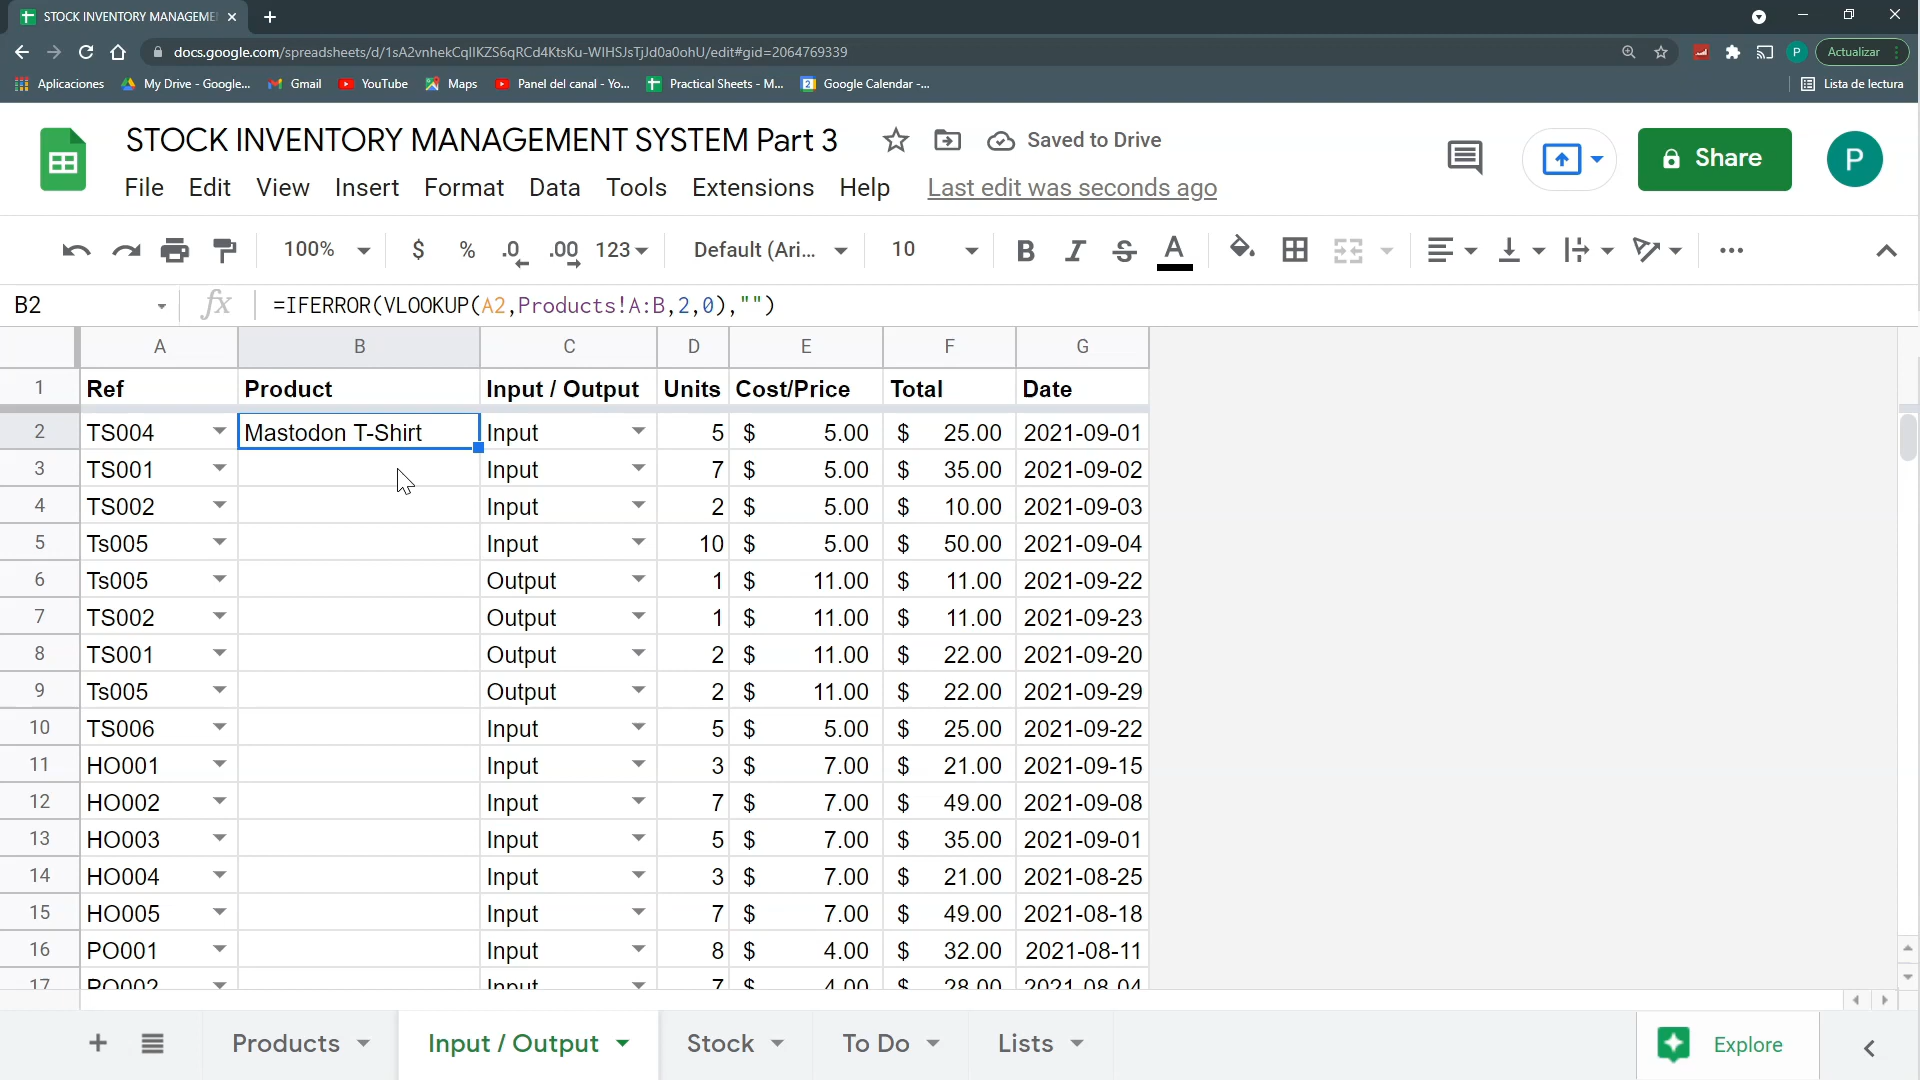 STOCK INVENTORY MANAGEME
docs.google.com/spreadsheets/d/1sA2vnhekCqlIKZS6qRCd4KtsKu-WIHSJsTjJd0a0ohU/edit#gid=2064769339
P
Actualizar
Aplicaciones
My Drive - Google...
Gmail
YouTube
Maps
Panel del canal - Yo...
Practical Sheets - M...
Google Calendar -...
Lista de lectura
STOCK INVENTORY MANAGEMENT SYSTEM Part 3
Saved to Drive
Share
P
File Edit View Insert Format Data Tools Extensions Help Last edit was seconds ago
100% $ % .0 .00 123 Default (Ari... 10 B I S A
B2 fx =IFERROR(VLOOKUP(A2,Products!A:B,2,0),"")
A B C D E F G
1 Ref Product Input / Output Units Cost/Price Total Date
2 TS004 Mastodon T-Shirt Input 5 $ 5.00 $ 25.00 2021-09-01
3 TS001 Input 7 $ 5.00 $ 35.00 2021-09-02
4 TS002 Input 2 $ 5.00 $ 10.00 2021-09-03
5 Ts005 Input 10 $ 5.00 $ 50.00 2021-09-04
6 Ts005 Output 1 $ 11.00 $ 11.00 2021-09-22
7 TS002 Output 1 $ 11.00 $ 11.00 2021-09-23
8 TS001 Output 2 $ 11.00 $ 22.00 2021-09-20
9 Ts005 Output 2 $ 11.00 $ 22.00 2021-09-29
10 TS006 Input 5 $ 5.00 $ 25.00 2021-09-22
11 HO001 Input 3 $ 7.00 $ 21.00 2021-09-15
12 HO002 Input 7 $ 7.00 $ 49.00 2021-09-08
13 HO003 Input 5 $ 7.00 $ 35.00 2021-09-01
14 HO004 Input 3 $ 7.00 $ 21.00 2021-08-25
15 HO005 Input 7 $ 7.00 $ 49.00 2021-08-18
16 PO001 Input 8 $ 4.00 $ 32.00 2021-08-11
17 PO002 Input 7 $ 4.00 $ 28.00 2021-08-04
Products Input / Output Stock To Do Lists Explore